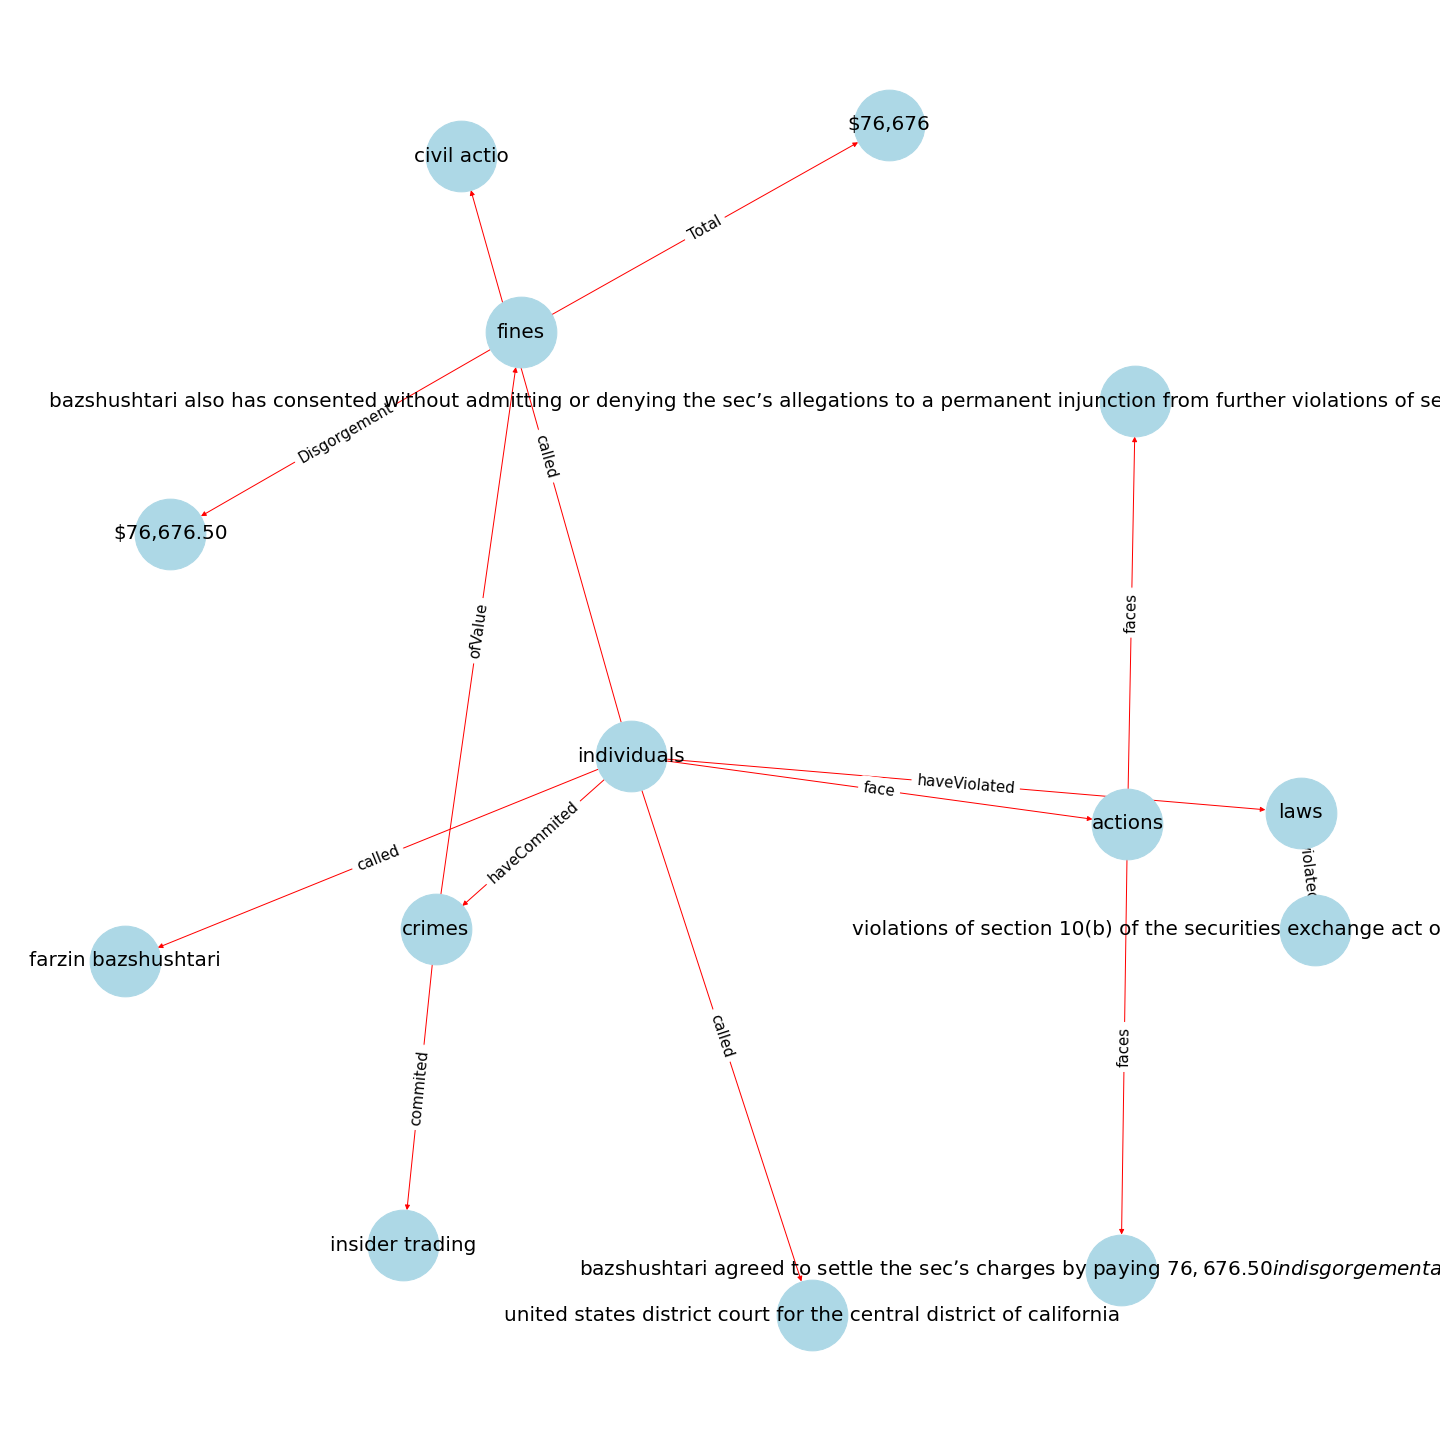 $76,676
civil actio
Total
fines
bazshushtari also has consented without admitting or denying the sec’s allegations to a permanent injunction from further violations of se
Disgorgement
called
$76,676.50
faces
ofValue
individuals
haveViolated
face
laws
actions
called
haveCommited
violated
crimes
violations of section 10(b) of the securities exchange act o
farzin bazshushtari
called
faces
commited
insider trading
bazshushtari agreed to settle the sec’s charges by paying 76,676.50indisgorgementa
united states district court for the central district of california